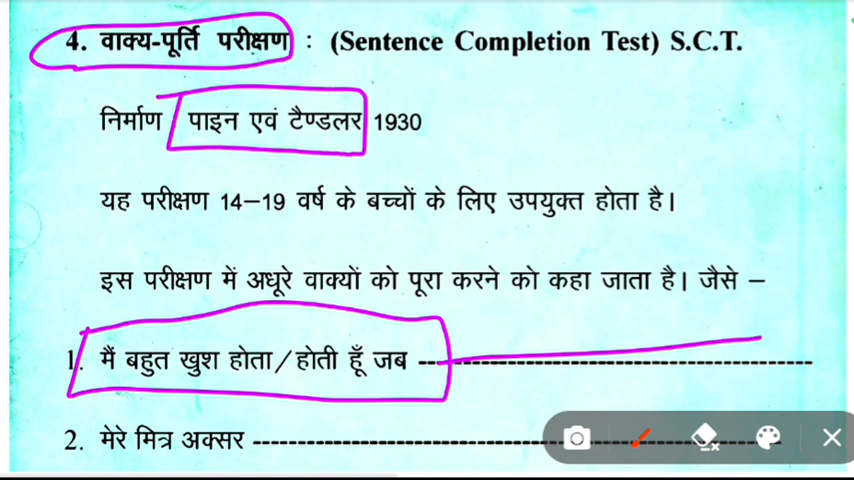 4. वाक्य-पूर्ति परीक्षण : (Sentence Completion Test) S.C.T.
निर्माण पाइन एवं टैण्डलर 1930
यह परीक्षण 14–19 वर्ष के बच्चों के लिए उपयुक्त होता है।
इस परीक्षण में अधूरे वाक्यों को पूरा करने को कहा जाता है। जैसे –
1. मैं बहुत खुश होता/होती हूँ जब --------------------------------
2. मेरे मित्र अक्सर --------------------------------